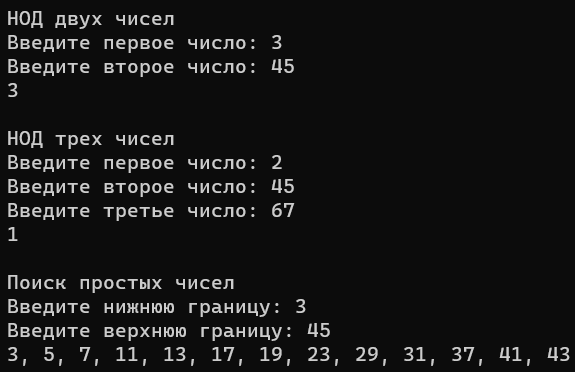 НОД двух чисел
Введите первое число: 3
Введите второе число: 45
3
НОД трех чисел
Введите первое число: 2
Введите второе число: 45
Введите третье число: 67
1
Поиск простых чисел
Введите нижнюю границу: 3
Введите верхнюю границу: 45
3, 5, 7, 11, 13, 17, 19, 23, 29, 31, 37, 41, 43